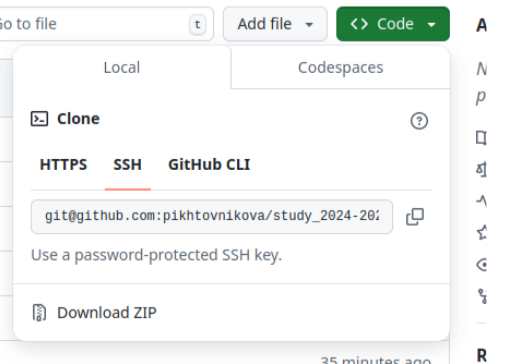 to file
t
Add file
<> Code
A
Local
Codespaces
N
p
Clone
HTTPS
SSH
GitHub CLI
git@github.com:pikhtovnikova/study_2024-202
Use a password-protected SSH key.
Download ZIP
35 minutes ago
R